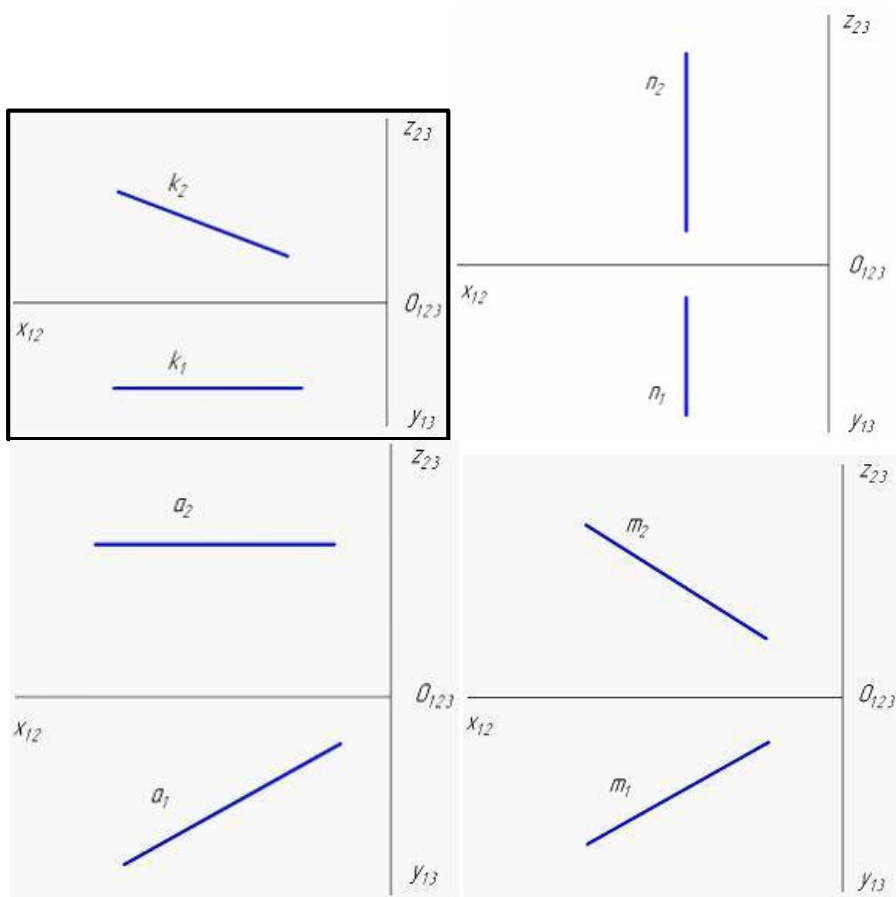 z₂₃
k₂
O₁₂₃
x₁₂
k₁
y₁₃
z₂₃
n₂
O₁₂₃
x₁₂
n₁
y₁₃
z₂₃
a₂
O₁₂₃
x₁₂
a₁
y₁₃
z₂₃
m₂
O₁₂₃
x₁₂
m₁
y₁₃